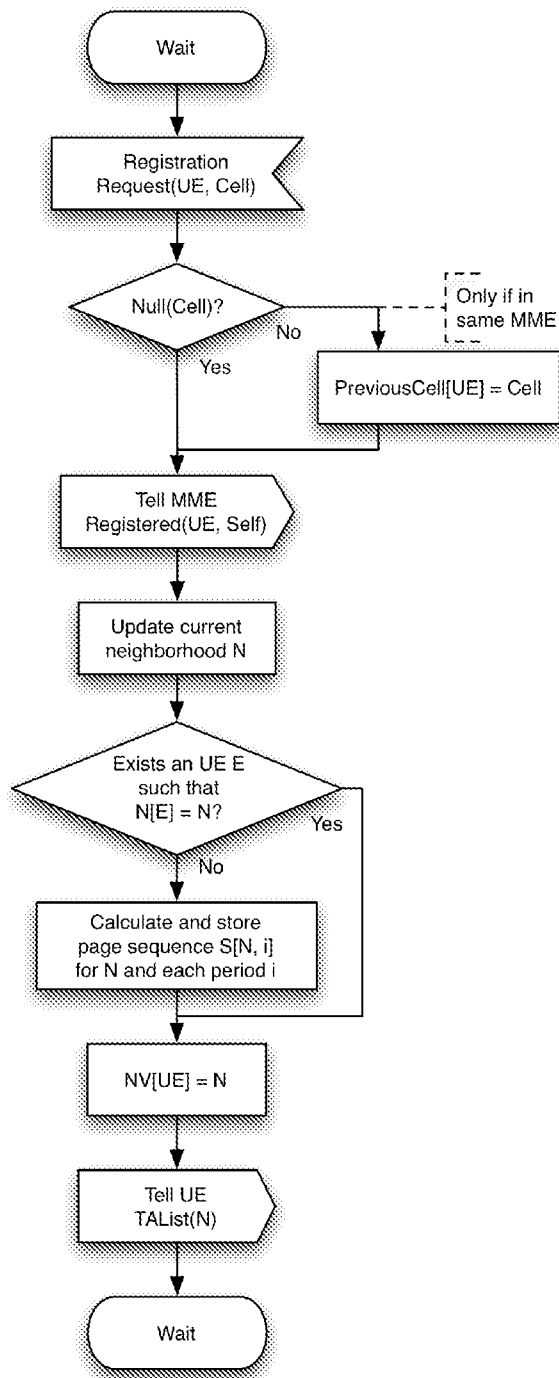 Wait
Registration
Request(UE, Cell)
Null(Cell)?
No
Only if in
same MME
Yes
PreviousCell[UE] = Cell
Tell MME
Registered(UE, Self)
Update current
neighborhood N
Exists an UE E
such that
N[E] = N?
Yes
No
Calculate and store
page sequence S[N, i]
for N and each period i
NV[UE] = N
Tell UE
TAList(N)
Wait